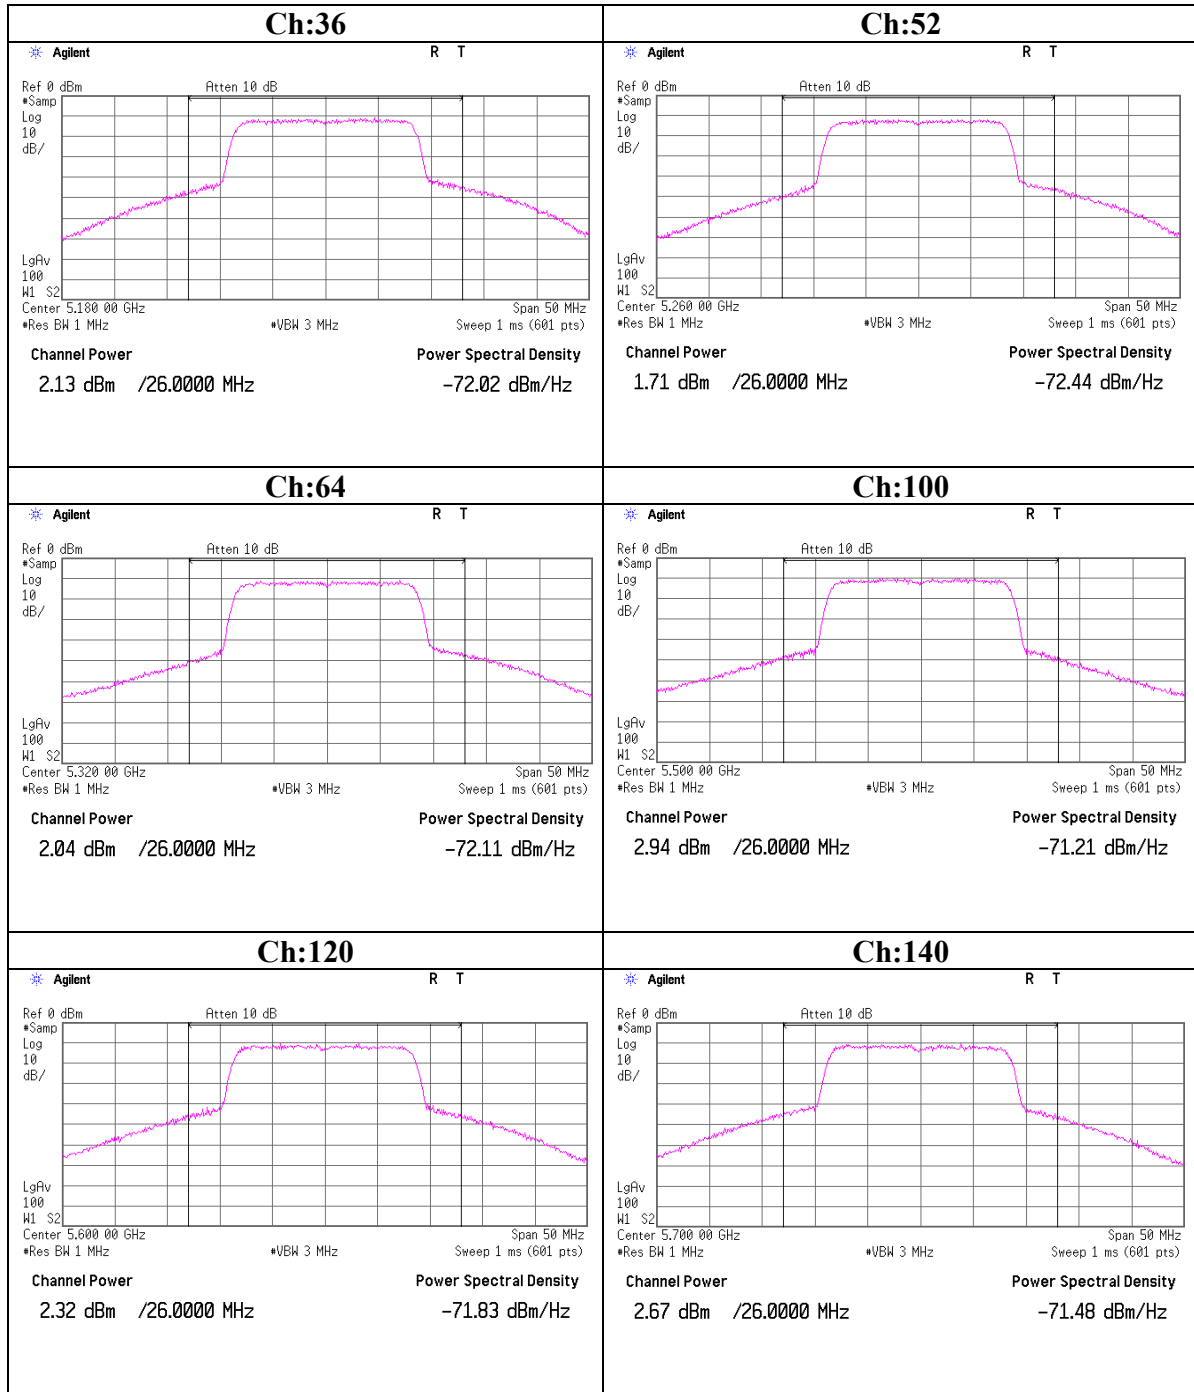 Ch:36
Agilent R T
Ref 0 dBm Atten 10 dB
#Samp
Log
10
dB/
LgAv
100
W1 S2
Center 5.180 00 GHz Span 50 MHz
#Res BW 1 MHz #VBW 3 MHz Sweep 1 ms (601 pts)
Channel Power Power Spectral Density
2.13 dBm /26.0000 MHz -72.02 dBm/Hz
Ch:52
Agilent R T
Ref 0 dBm Atten 10 dB
#Samp
Log
10
dB/
LgAv
100
W1 S2
Center 5.260 00 GHz Span 50 MHz
#Res BW 1 MHz #VBW 3 MHz Sweep 1 ms (601 pts)
Channel Power Power Spectral Density
1.71 dBm /26.0000 MHz -72.44 dBm/Hz
Ch:64
Agilent R T
Ref 0 dBm Atten 10 dB
#Samp
Log
10
dB/
LgAv
100
W1 S2
Center 5.320 00 GHz Span 50 MHz
#Res BW 1 MHz #VBW 3 MHz Sweep 1 ms (601 pts)
Channel Power Power Spectral Density
2.04 dBm /26.0000 MHz -72.11 dBm/Hz
Ch:100
Agilent R T
Ref 0 dBm Atten 10 dB
#Samp
Log
10
dB/
LgAv
100
W1 S2
Center 5.500 00 GHz Span 50 MHz
#Res BW 1 MHz #VBW 3 MHz Sweep 1 ms (601 pts)
Channel Power Power Spectral Density
2.94 dBm /26.0000 MHz -71.21 dBm/Hz
Ch:120
Agilent R T
Ref 0 dBm Atten 10 dB
#Samp
Log
10
dB/
LgAv
100
W1 S2
Center 5.600 00 GHz Span 50 MHz
#Res BW 1 MHz #VBW 3 MHz Sweep 1 ms (601 pts)
Channel Power Power Spectral Density
2.32 dBm /26.0000 MHz -71.83 dBm/Hz
Ch:140
Agilent R T
Ref 0 dBm Atten 10 dB
#Samp
Log
10
dB/
LgAv
100
W1 S2
Center 5.700 00 GHz Span 50 MHz
#Res BW 1 MHz #VBW 3 MHz Sweep 1 ms (601 pts)
Channel Power Power Spectral Density
2.67 dBm /26.0000 MHz -71.48 dBm/Hz